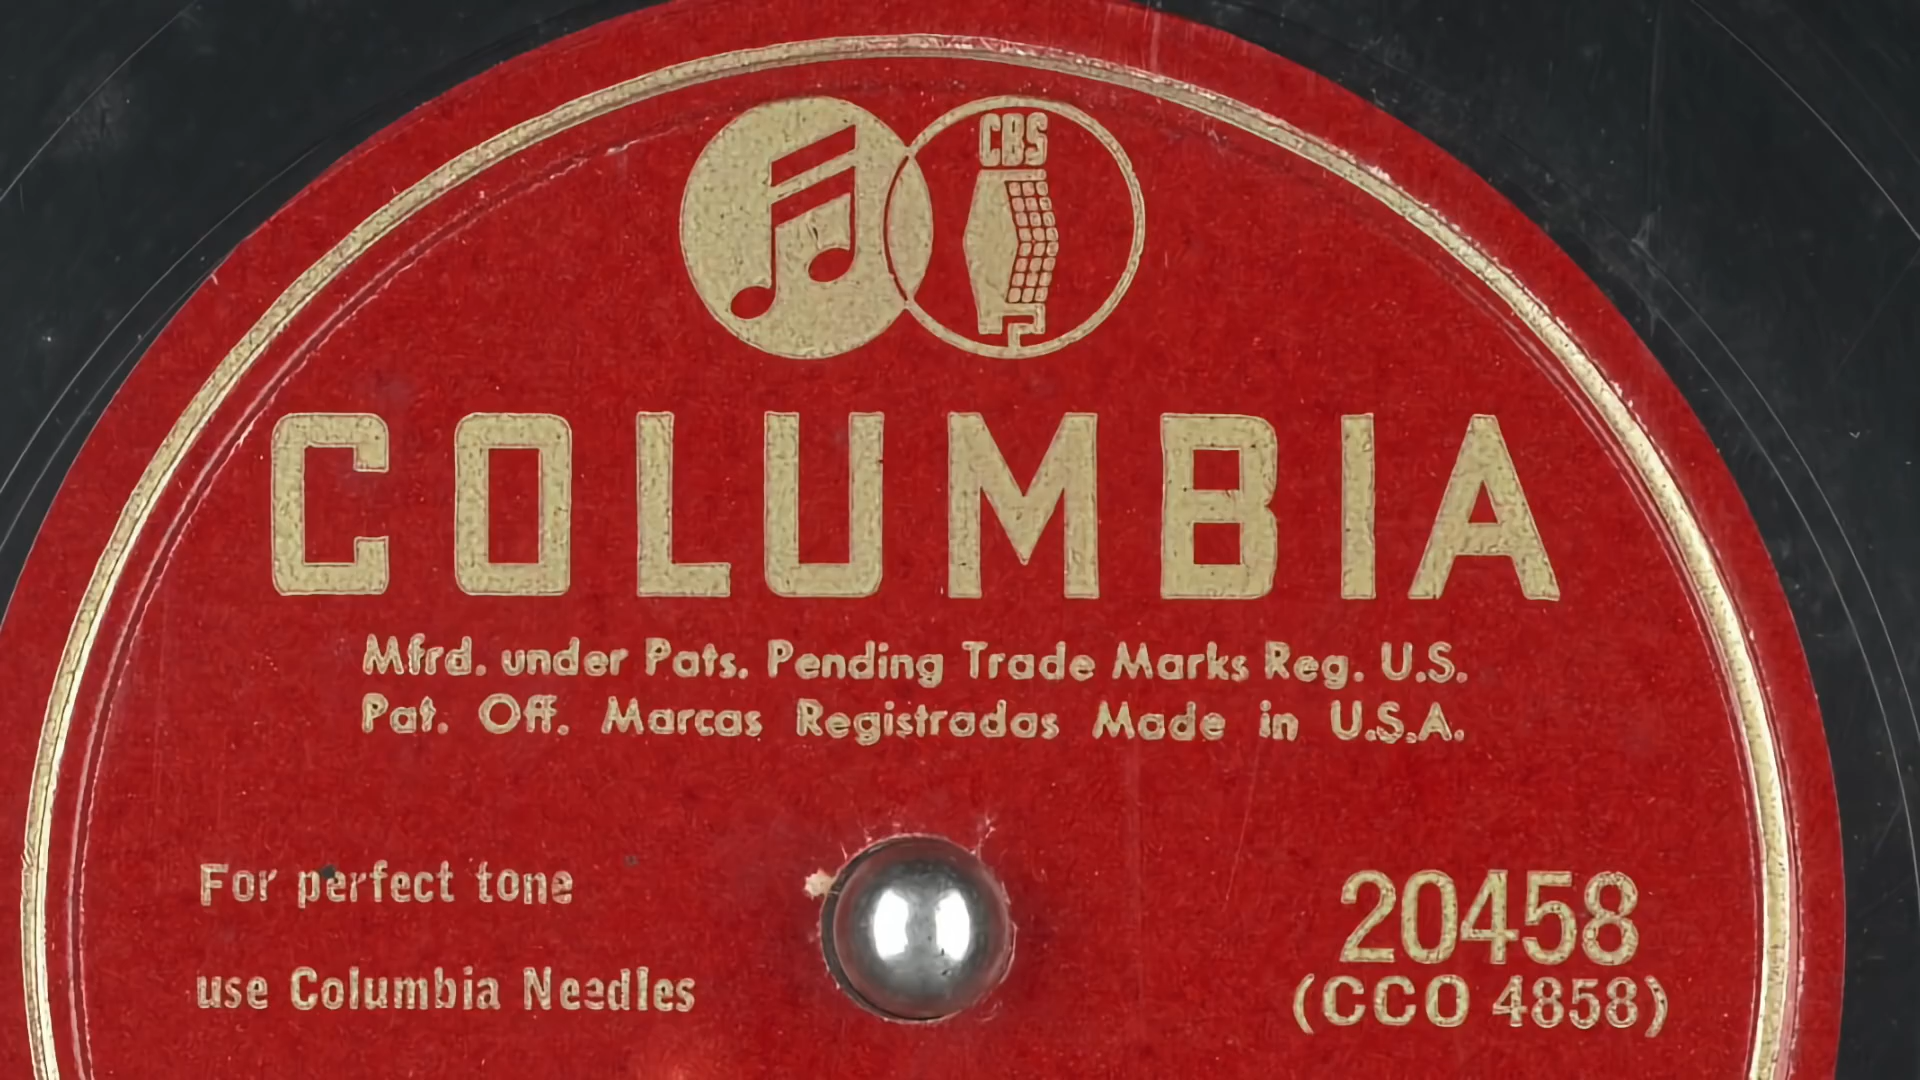 CBS
COLUMBIA
Mfrd. under Pats. Pending Trade Marks Reg. U.S.
Pat. Off. Marcas Registradas Made in U.S.A.
For perfect tone
use Columbia Needles
20458
(CCO 4858)